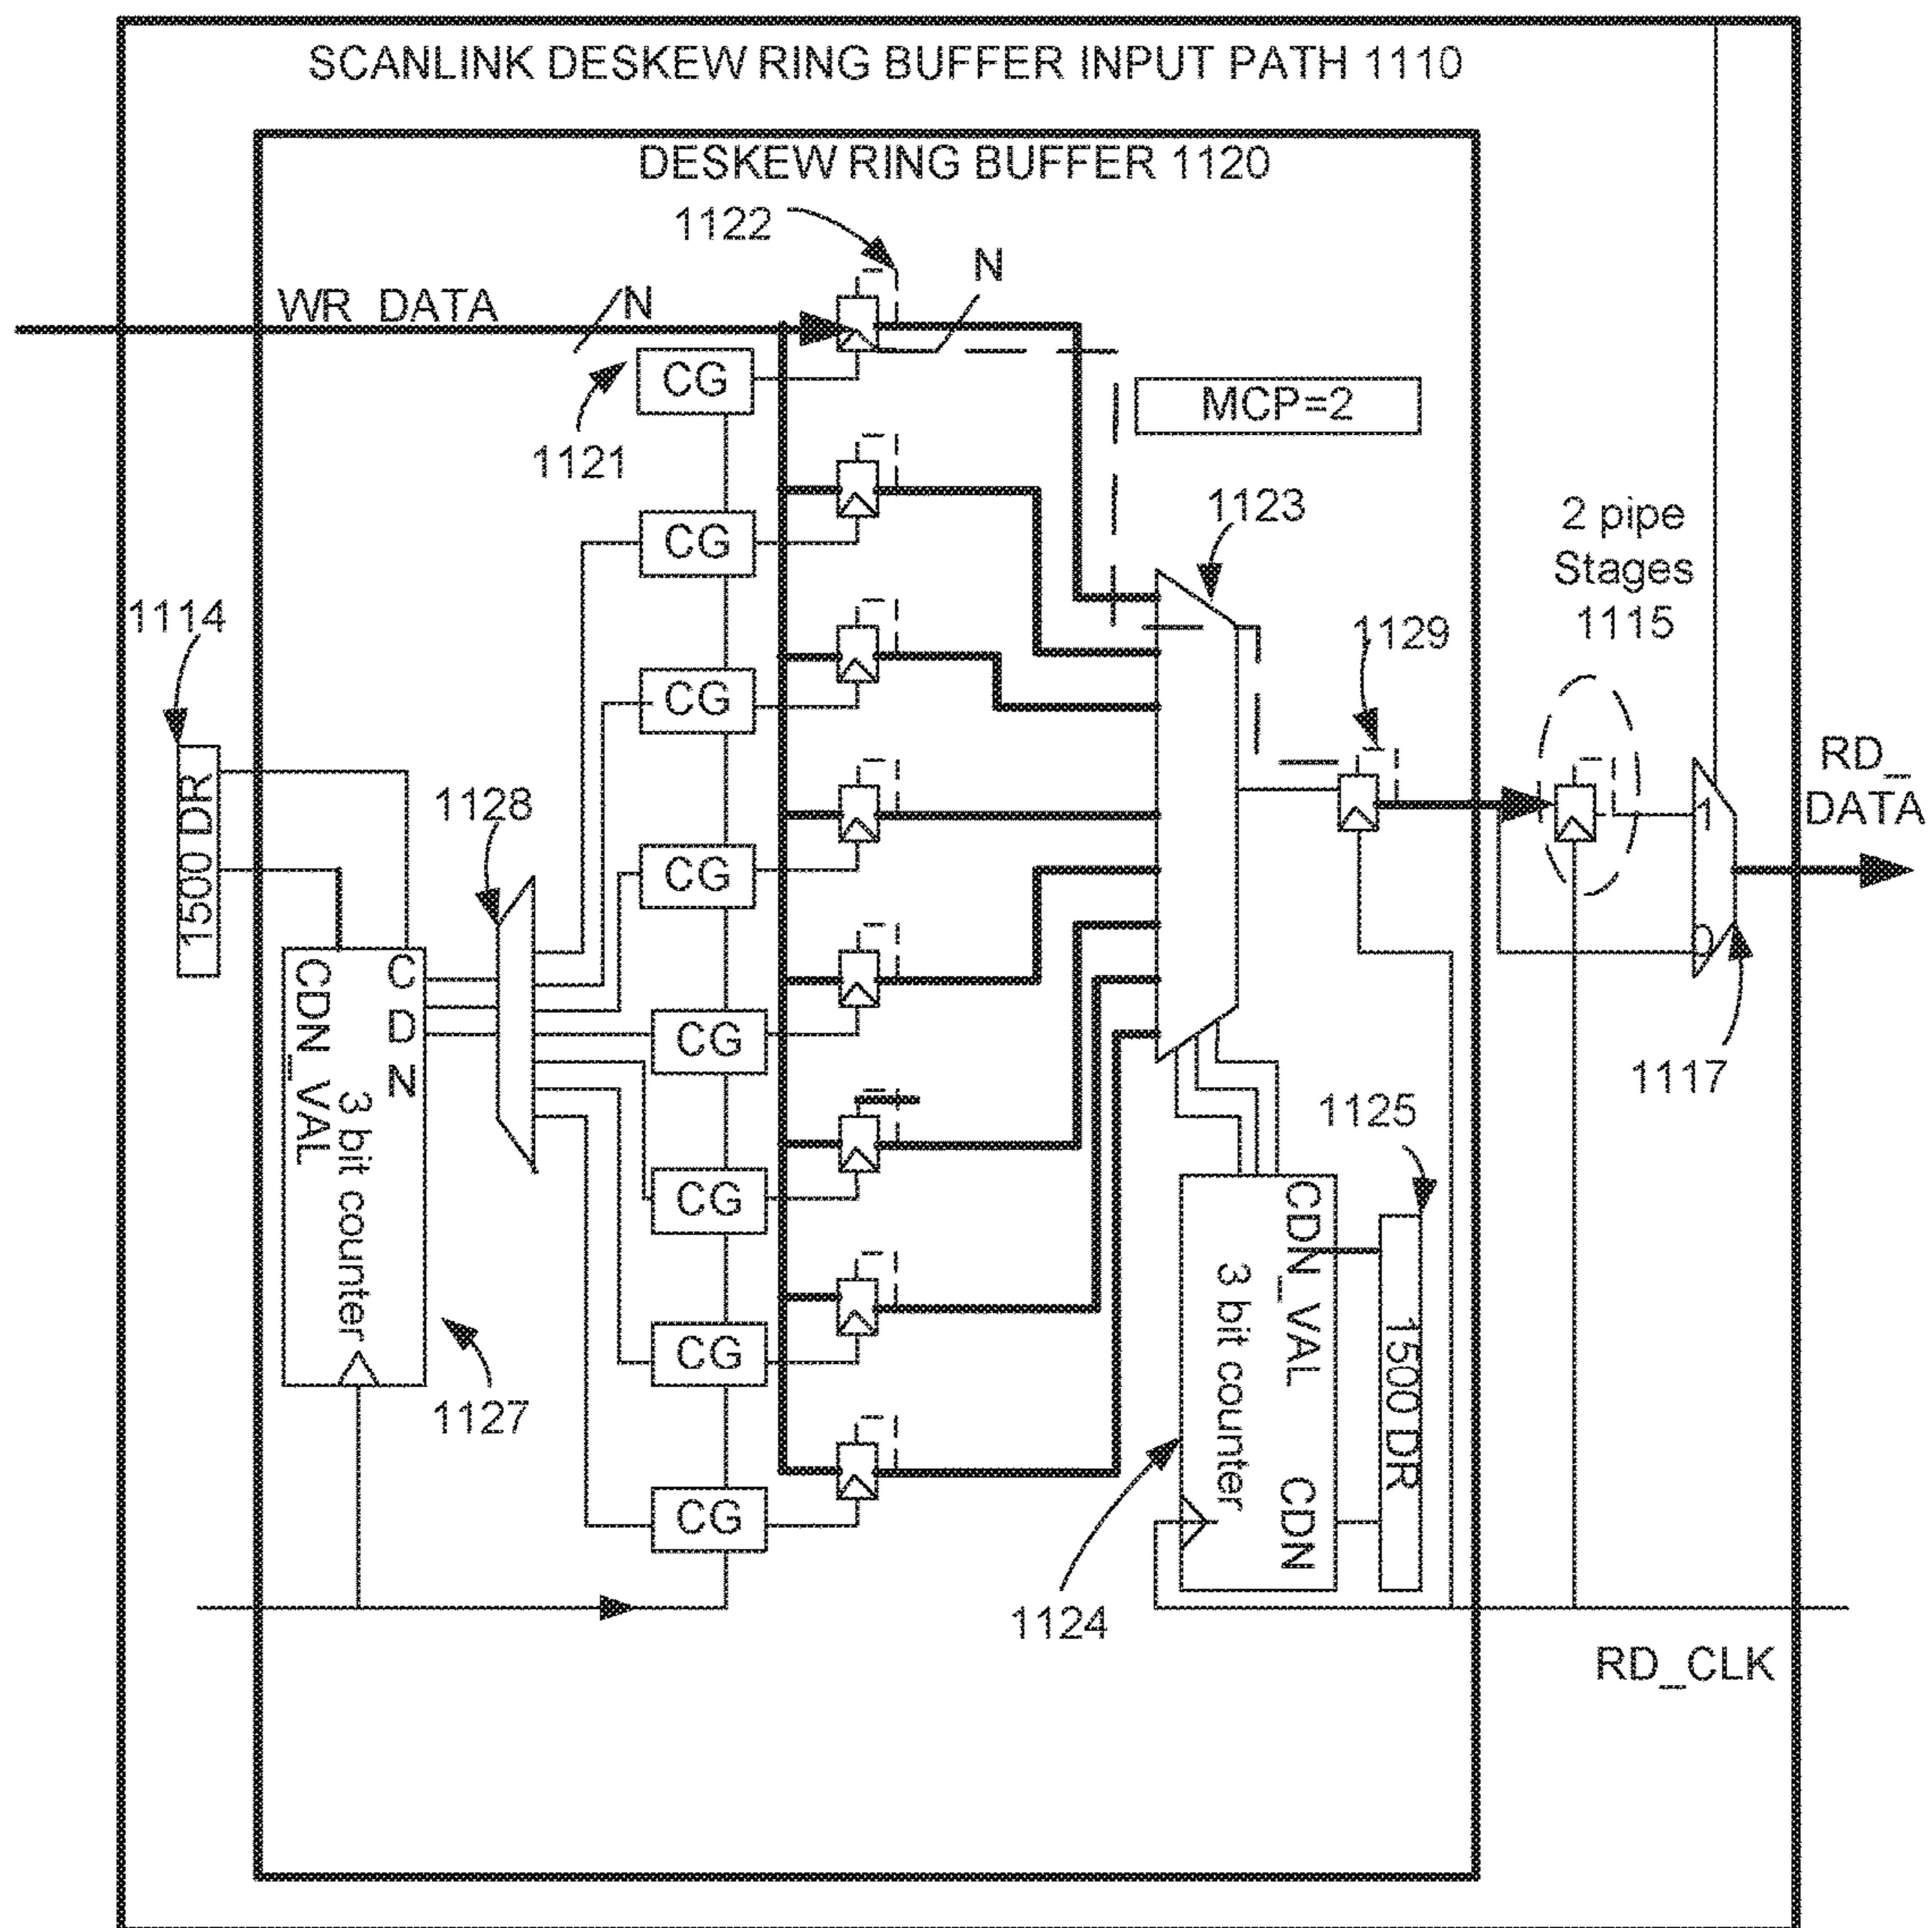 SCANLINK DESKEW RING BUFFER INPUT PATH 1110
DESKEW RING BUFFER 1120
1122
N
WR_DATA
N
CG
1121
MCP=2
CG
1123
2 pipe
Stages
1115
1114
CG
1129
RD_
DATA
1500 DR
1128
CG
1
0
C
D
N
CDN_VAL
3 bit counter
CG
1117
1125
CG
CDN_VAL
3 bit counter
CDN
1500 DR
CG
1127
CG
1124
RD_CLK